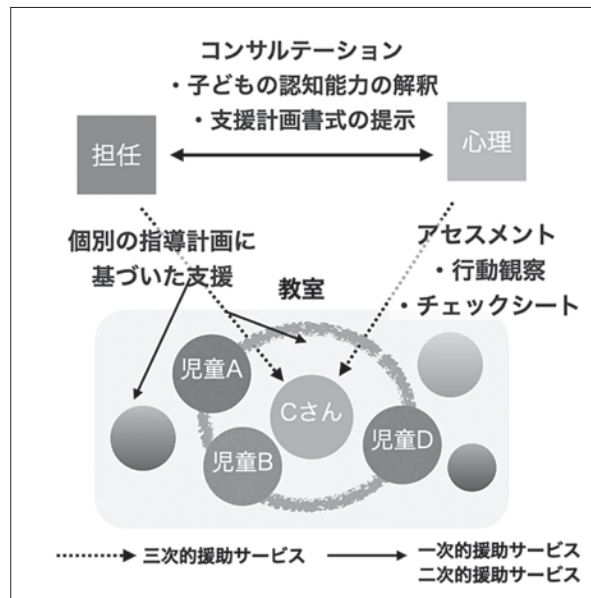 コンサルテーション
・子どもの認知能力の解釈
・支援計画書式の提示
担任
心理
個別の指導計画に
基づいた支援
アセスメント
・行動観察
・チェックシート
教室
児童A
Cさん
児童B
児童D
三次的援助サービス
一次的援助サービス
二次的援助サービス